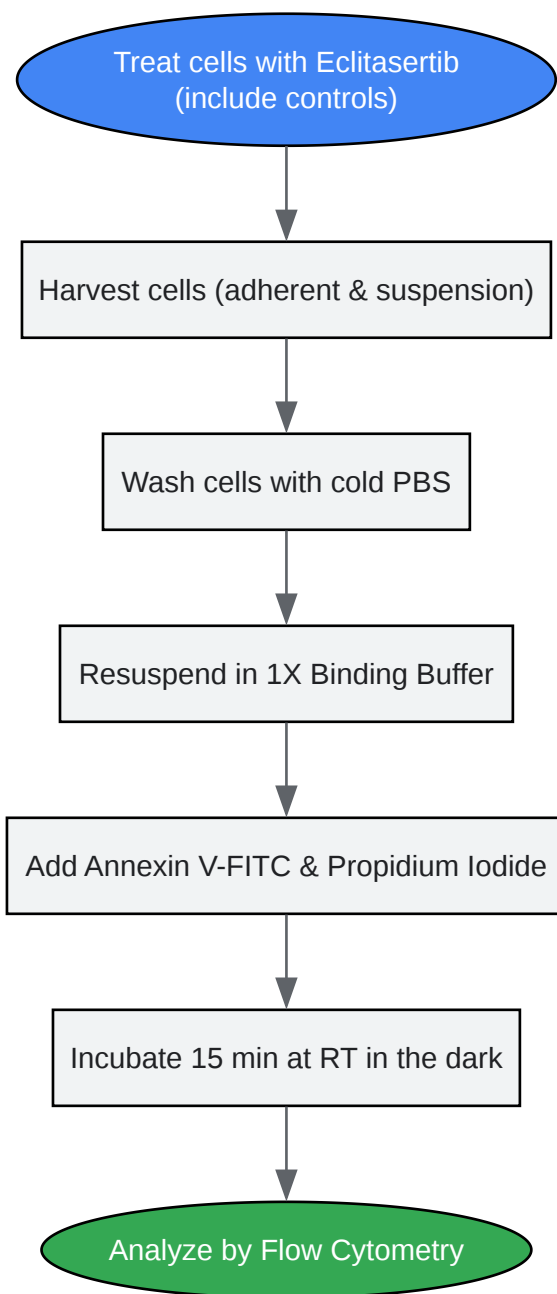 Treat cells with Eclitasertib
(include controls)
Harvest cells (adherent & suspension)
Wash cells with cold PBS
Resuspend in 1X Binding Buffer
Add Annexin V-FITC & Propidium Iodide
Incubate 15 min at RT in the dark
Analyze by Flow Cytometry